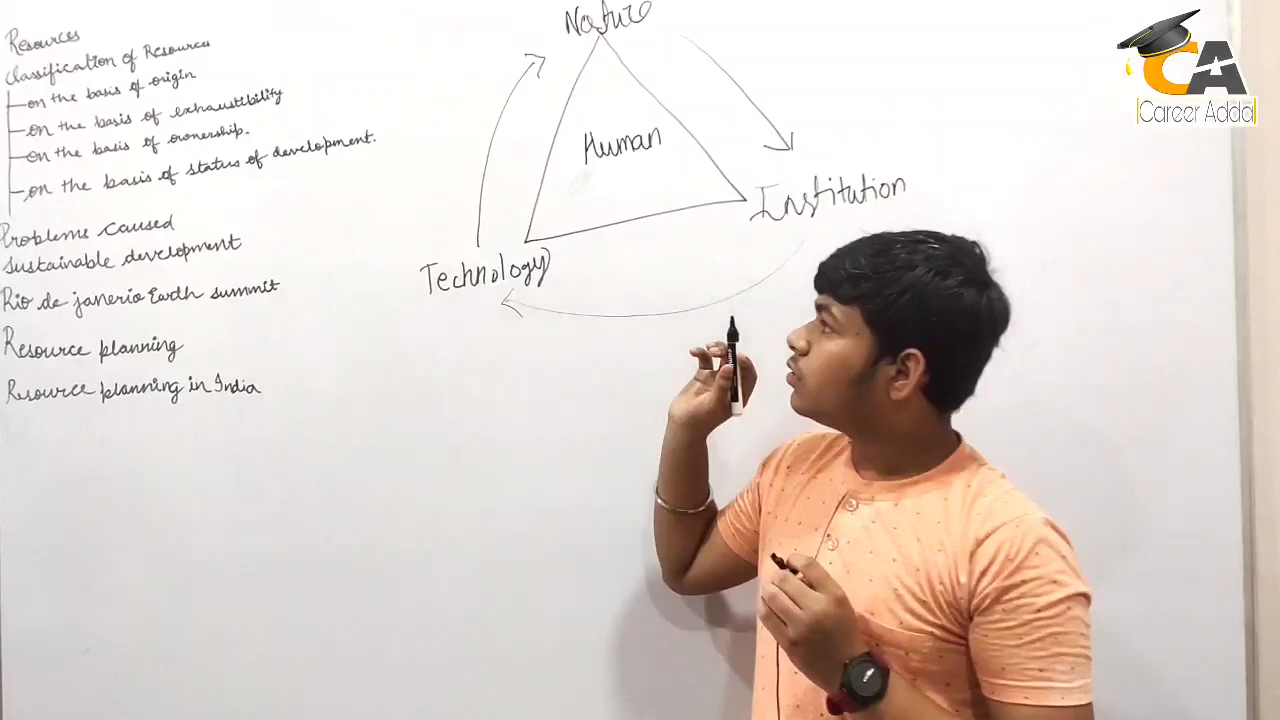 Resources
Classification of Resources
on the basis of origin
on the basis of exhaustibility
on the basis of ownership.
on the basis of status of development.
Problems caused
sustainable development
Rio de janerio Earth summit
Resource planning
Resource planning in India
Nature
Human
Institution
Technology
CA
Career Adda